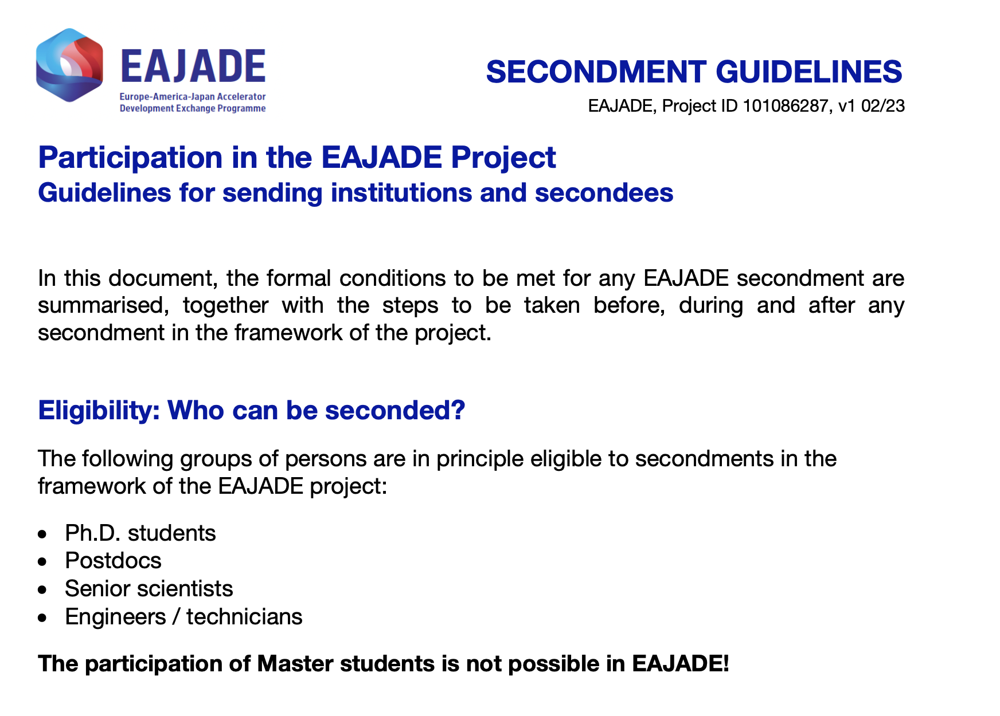 EAJADE
Europe-America-Japan Accelerator
Development Exchange Programme
SECONDMENT GUIDELINES
EAJADE, Project ID 101086287, v1 02/23
Participation in the EAJADE Project
Guidelines for sending institutions and secondees
In this document, the formal conditions to be met for any EAJADE secondment are
summarised, together with the steps to be taken before, during and after any
secondment in the framework of the project.
Eligibility: Who can be seconded?
The following groups of persons are in principle eligible to secondments in the
framework of the EAJADE project:
• Ph.D. students
• Postdocs
• Senior scientists
• Engineers / technicians
The participation of Master students is not possible in EAJADE!